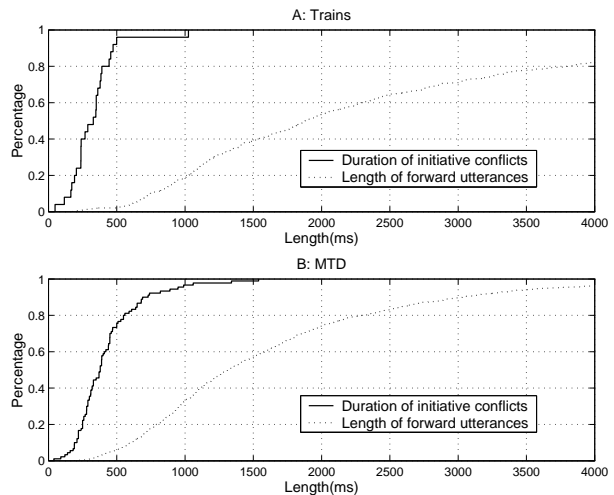 A: Trains
Percentage
1
0.8
0.6
0.4
0.2
0
Duration of initiative conflicts
Length of forward utterances
0 500 1000 1500 2000 2500 3000 3500 4000
Length(ms)
B: MTD
Percentage
1
0.8
0.6
0.4
0.2
0
Duration of initiative conflicts
Length of forward utterances
0 500 1000 1500 2000 2500 3000 3500 4000
Length(ms)